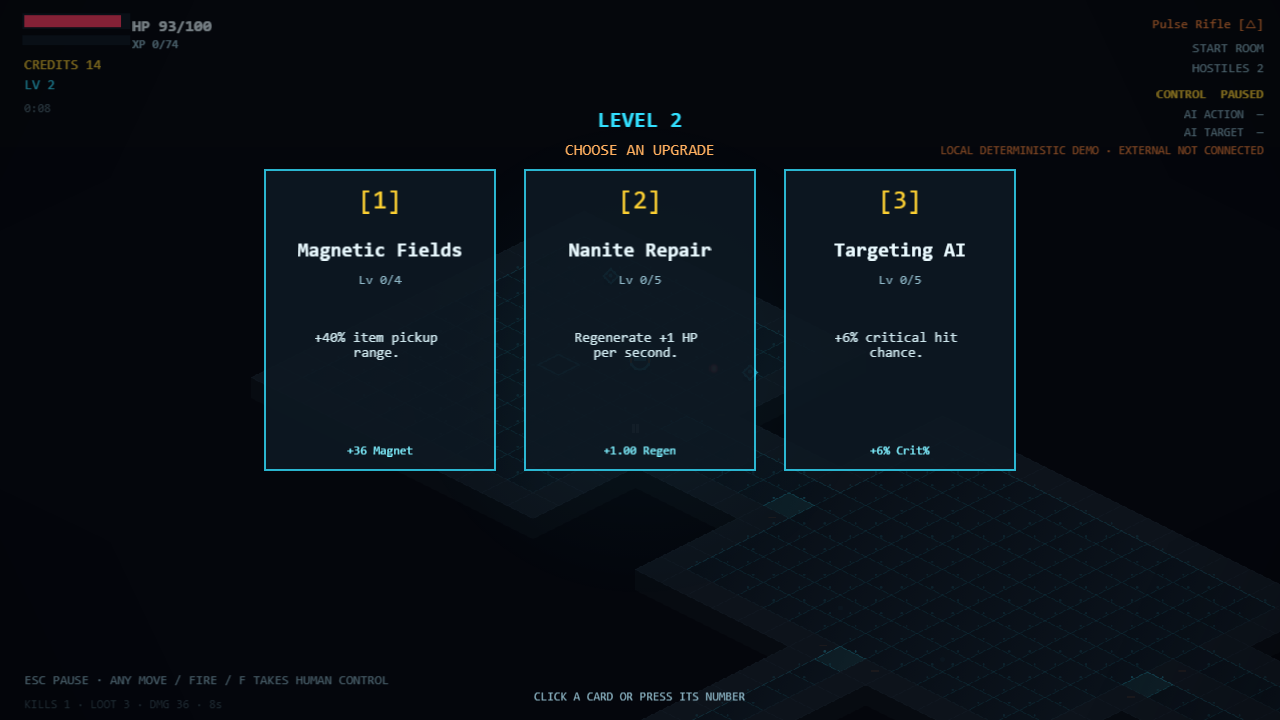 HP 93/100
XP 0/74
CREDITS 14
LV 2
0:08
Pulse Rifle [△]
START ROOM
HOSTILES 2
CONTROL PAUSED
AI ACTION —
AI TARGET —
LOCAL DETERMINISTIC DEMO · EXTERNAL NOT CONNECTED
LEVEL 2
CHOOSE AN UPGRADE
[1]
Magnetic Fields
Lv 0/4
+40% item pickup
range.
+36 Magnet
[2]
Nanite Repair
Lv 0/5
Regenerate +1 HP
per second.
+1.00 Regen
[3]
Targeting AI
Lv 0/5
+6% critical hit
chance.
+6% Crit%
ESC PAUSE · ANY MOVE / FIRE / F TAKES HUMAN CONTROL
KILLS 1 · LOOT 3 · DMG 36 · 8s
CLICK A CARD OR PRESS ITS NUMBER